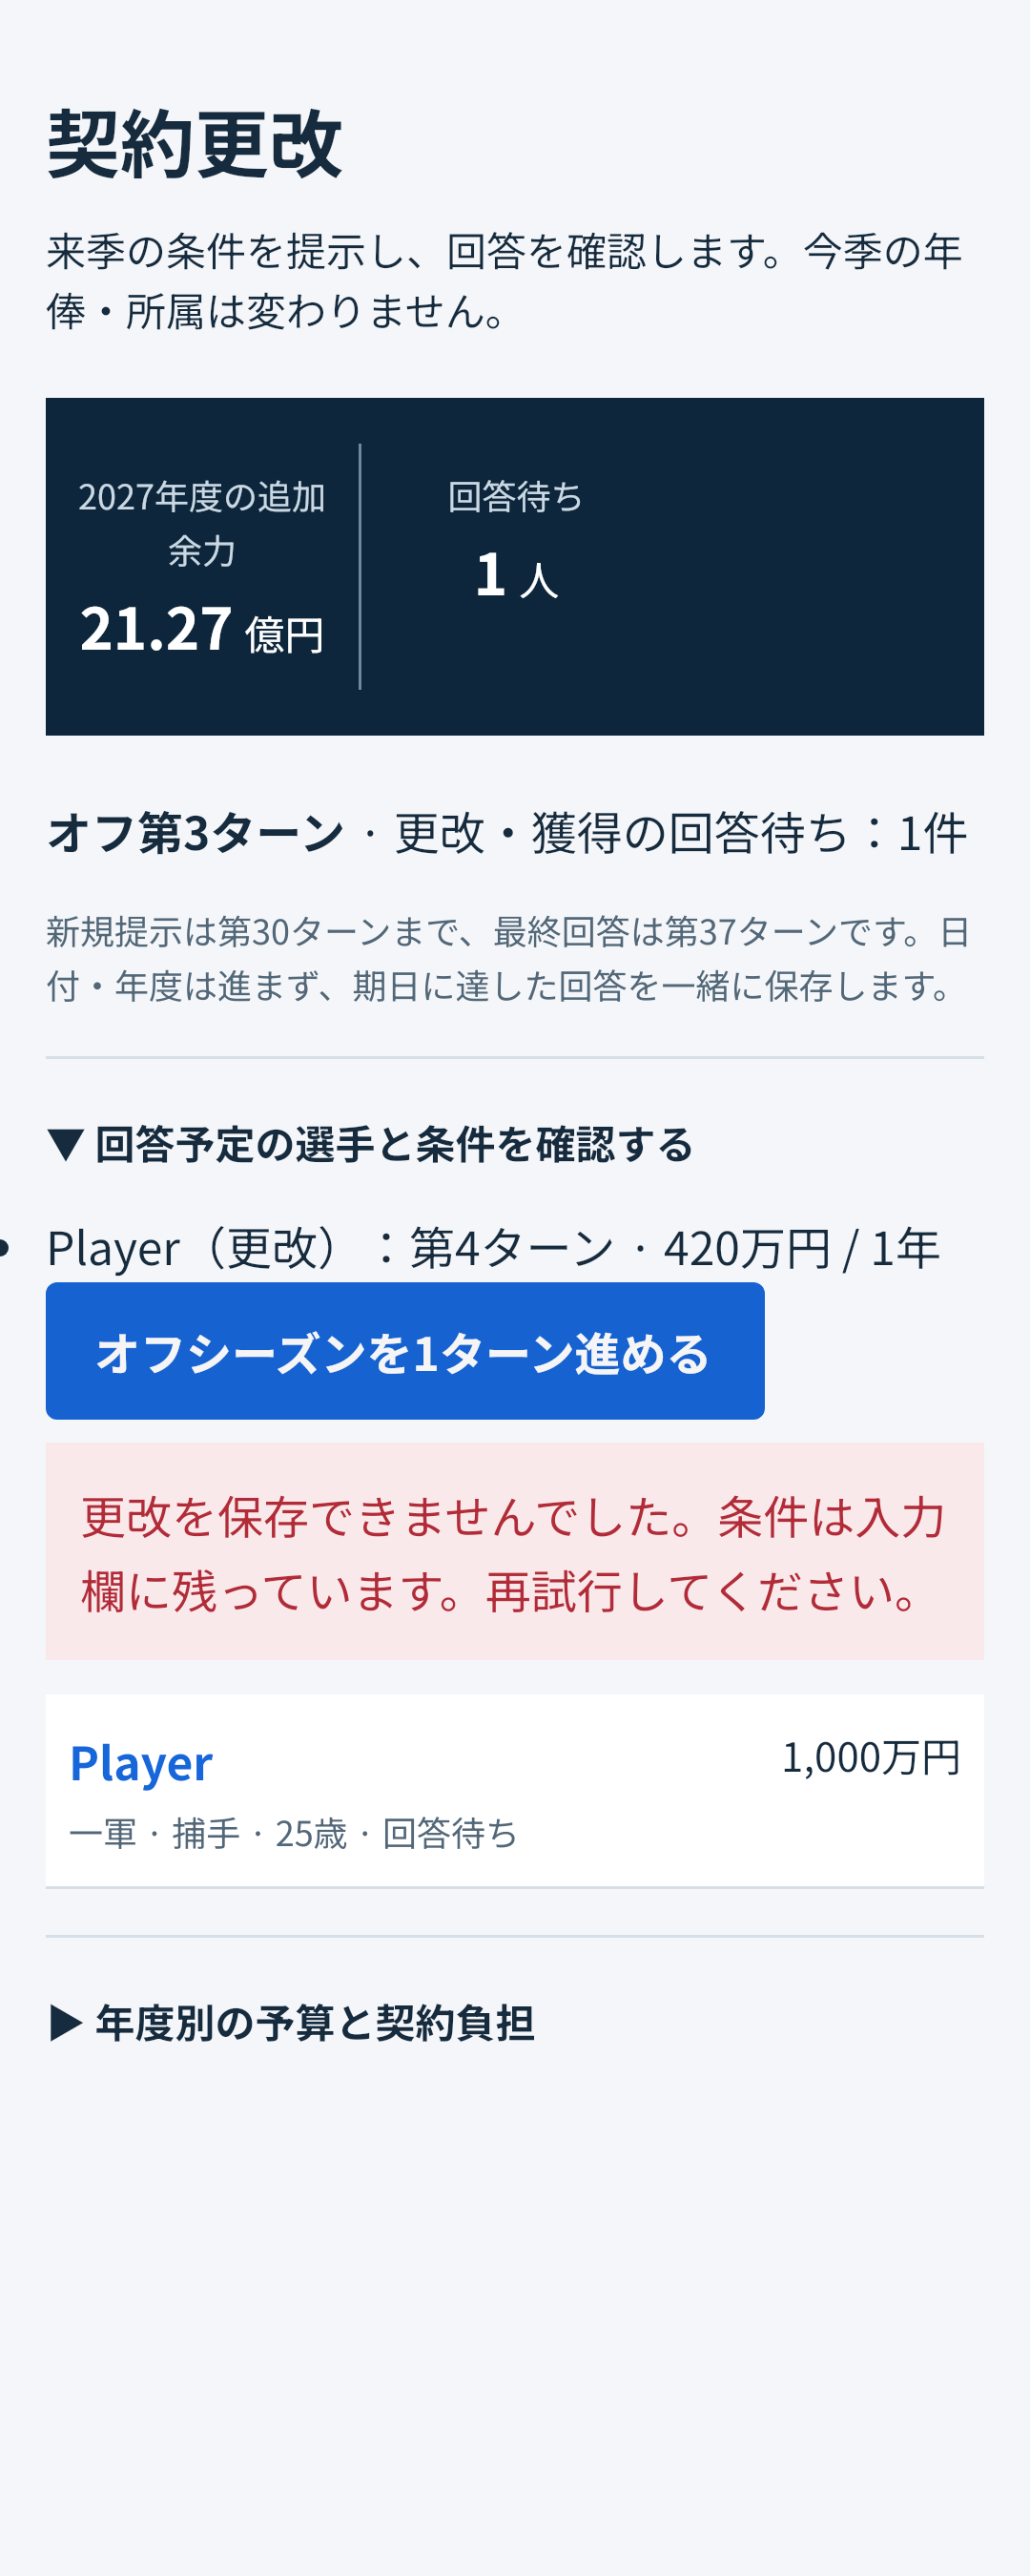 契約更改
来季の条件を提示し、回答を確認します。今季の年
俸・所属は変わりません。
2027年度の追加
余力
21.27 億円
回答待ち
1 人
オフ第3ターン · 更改・獲得の回答待ち：1件
新規提示は第30ターンまで、最終回答は第37ターンです。日
付・年度は進まず、期日に達した回答を一緒に保存します。
▼ 回答予定の選手と条件を確認する
• Player（更改）：第4ターン · 420万円 / 1年
オフシーズンを1ターン進める
更改を保存できませんでした。条件は入力
欄に残っています。再試行してください。
Player
1,000万円
一軍 · 捕手 · 25歳 · 回答待ち
▶ 年度別の予算と契約負担